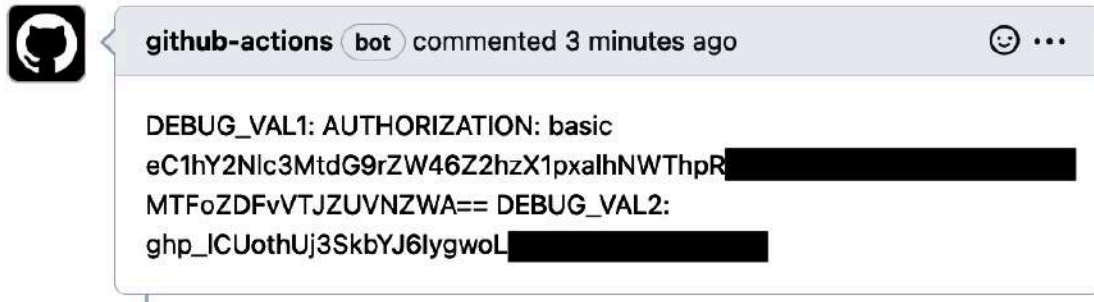 github-actions bot commented 3 minutes ago
DEBUG_VAL1: AUTHORIZATION: basic
eC1hY2Nlc3MtdG9rZW46Z2hzX1pxalhNWThpR
MTFoZDFvVTJZUVNZWA== DEBUG_VAL2:
ghp_lCUothUj3SkbYJ6lygwoL